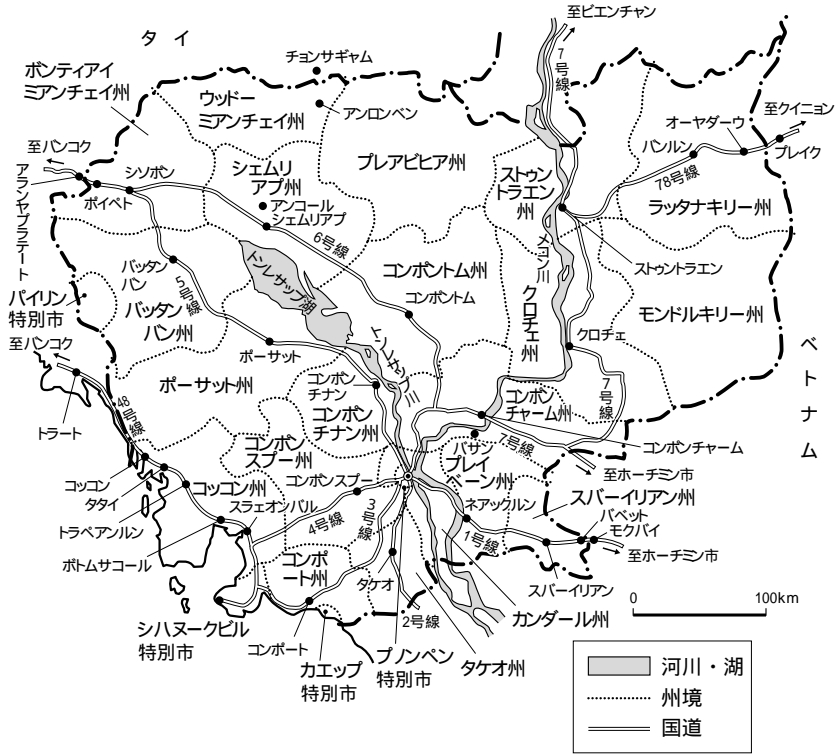 至ビエンチャン
タイ
チョンサギャム
ボンティアイ
ミアンチェイ州
ウッドー
ミアンチェイ州
アンロンベン
7号線
至クイニョン
オーヤダーウ
バンルン
プレイク
至バンコク
シソポン
シェムリ
アプ州
プレアビヒア州
ストゥン
トラエン州
78号線
ラッタナキリー州
アランヤプラテート
ポイペト
アンコール
シェムリアプ
6号線
メコン川
ストゥントラエン
トンレサップ湖
コンポントム州
コンポントム
バッタン
バン
5号線
パイリン
特別市
バッタン
バン州
クロチェ州
モンドルキリー州
クロチェ
至バンコク
ポーサット
トンレサップ川
ベトナム
ポーサット州
コンポン
チナン
コンポン
チナン州
コンポン
チャーム州
7号線
48号線
トラート
コンポン
スプー州
バサン
プレイ
ベーン州
7号線
コンポンチャーム
コッコン
タタイ
コッコン州
コンポンスプー
至ホーチミン市
スバーイリアン州
トラペアンルン
スラェオンバル
4号線
3号線
ネアックルン
バベット
モクバイ
ボトムサコール
1号線
至ホーチミン市
コンポ
ート州
タケオ
スバーイリアン
2号線
カンダール州
シハヌークビル
特別市
コンポート
カエップ
特別市
プノンペン
特別市
タケオ州
0
100km
河川・湖
州境
国道